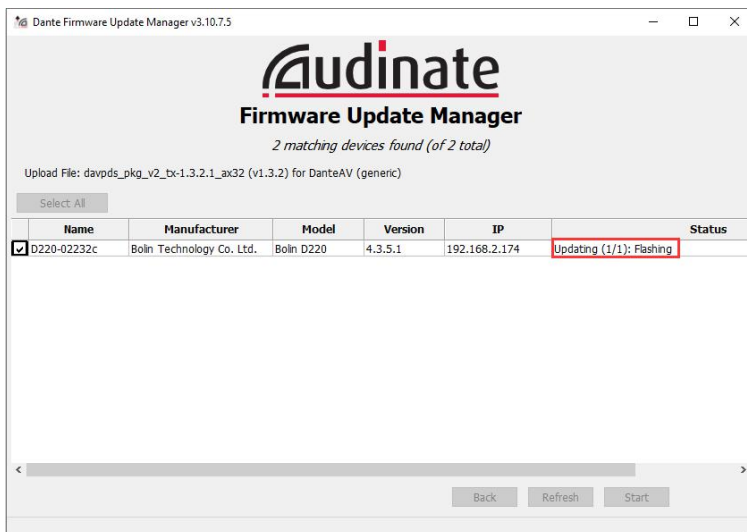 Dante Firmware Update Manager v3.10.7.5
Audinate
Firmware Update Manager
2 matching devices found (of 2 total)
Upload File: davpds_pkg_v2_tx-1.3.2.1_ax32 (v1.3.2) for DanteAV (generic)
Select All
Name Manufacturer Model Version IP Status
D220-02232c Bolin Technology Co. Ltd. Bolin D220 4.3.5.1 192.168.2.174 Updating (1/1): Flashing
Back Refresh Start